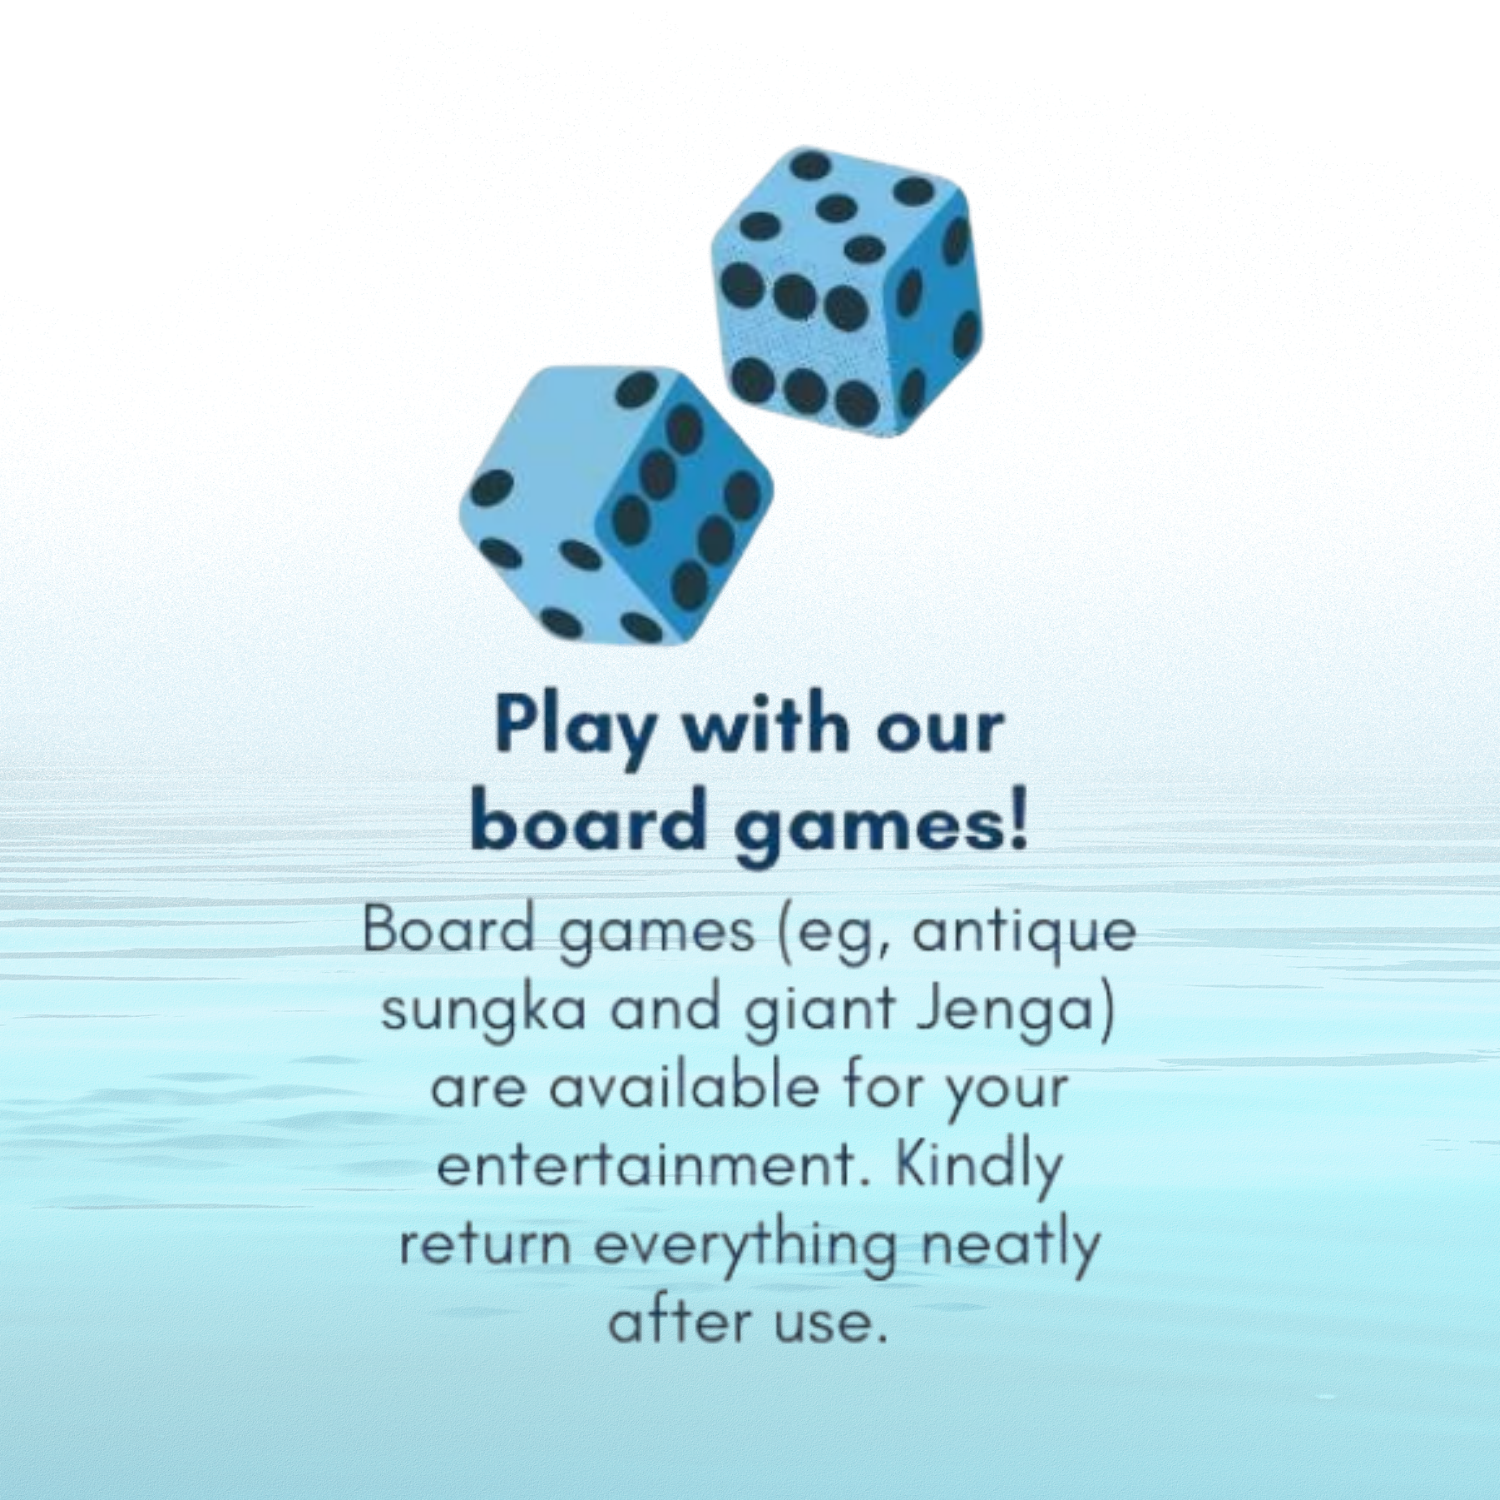 Play with our
board games!
Board games (eg, antique
sungka and giant Jenga)
are available for your
entertainment. Kindly
return everything neatly
after use.